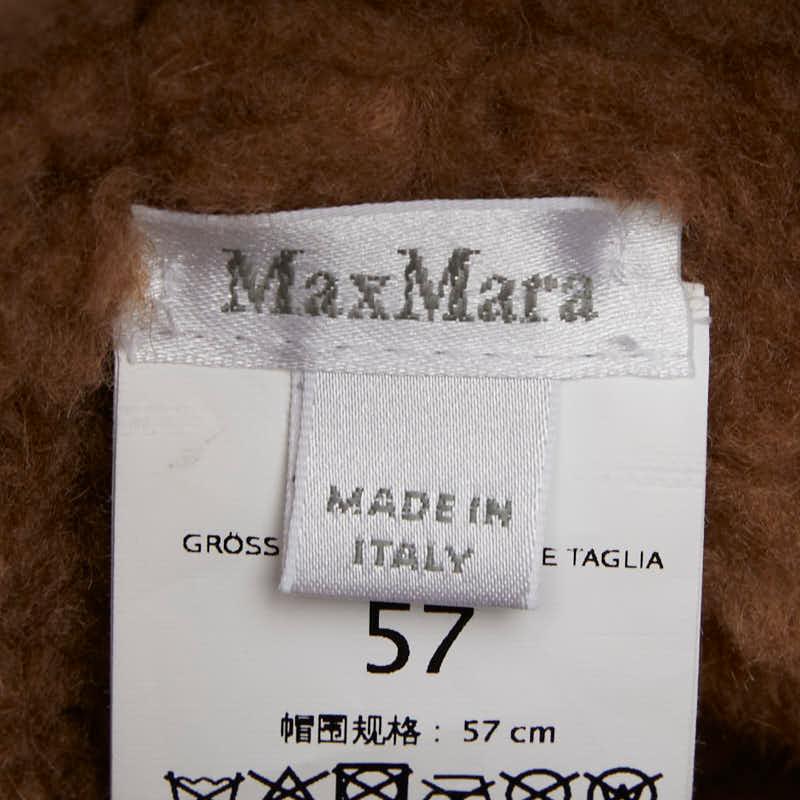 MaxMara
MADE IN
ITALY
GRÖSS E TAGLIA
57
帽围规格： 57 cm